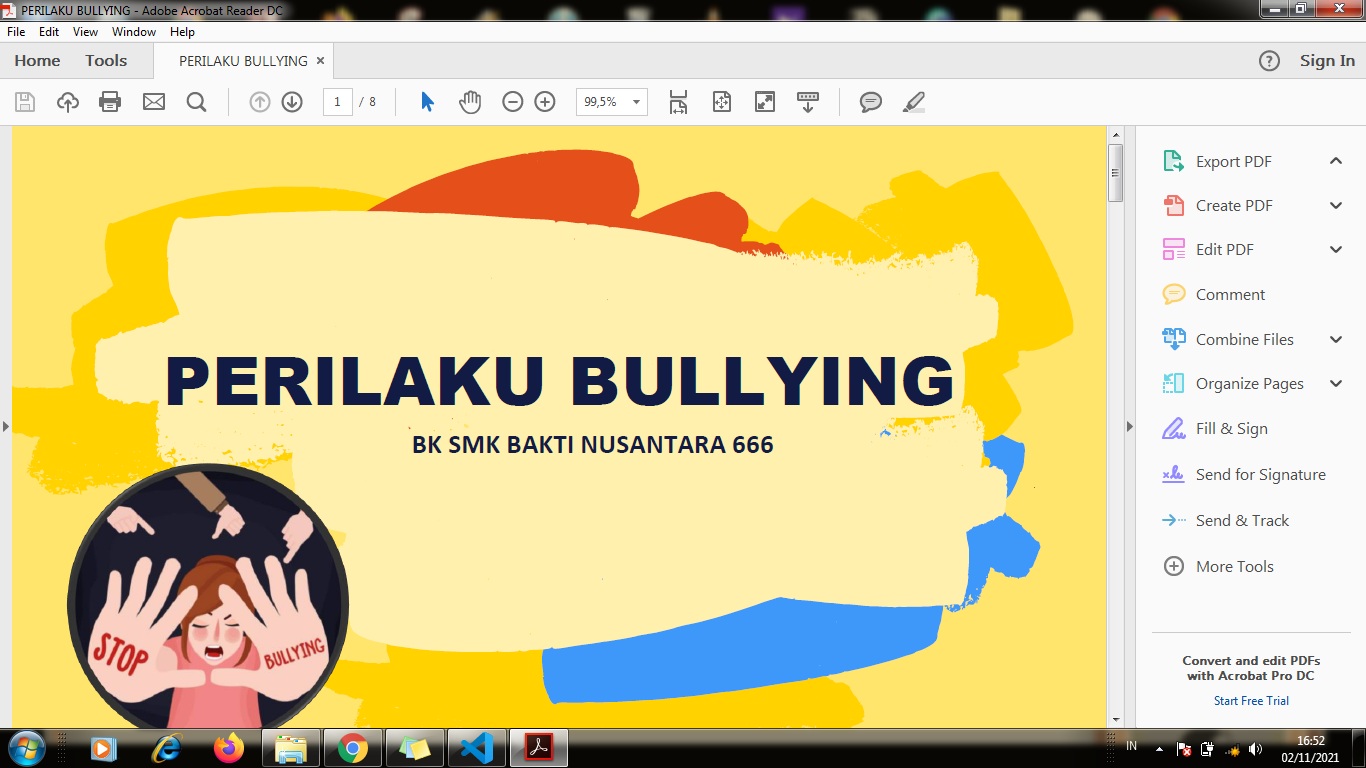 PERILAKU BULLYING - Adobe Acrobat Reader DC
File Edit View Window Help
Home Tools PERILAKU BULLYING × Sign In
1 / 8 99,5%
PERILAKU BULLYING
BK SMK BAKTI NUSANTARA 666
STOP
BULLYING
Export PDF
Create PDF
Edit PDF
Comment
Combine Files
Organize Pages
Fill & Sign
Send for Signature
Send & Track
More Tools
Convert and edit PDFs
with Acrobat Pro DC
Start Free Trial
IN
16:52
02/11/2021